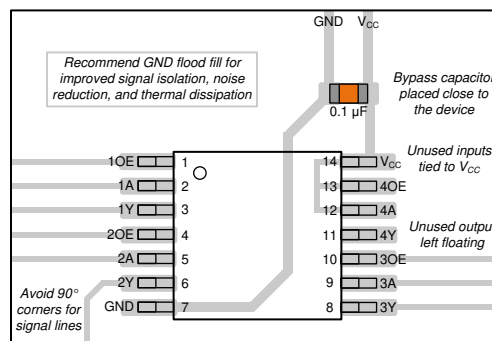 GND VCC
Recommend GND flood fill for
improved signal isolation, noise
reduction, and thermal dissipation
Bypass capacitor
placed close to
the device
0.1 µF
Unused inputs
tied to VCC
1OE 1 14 VCC
1A 2 13 4OE
1Y 3 12 4A
2OE 4 11 4Y
Unused output
left floating
2A 5 10 3OE
2Y 6 9 3A
GND 7 8 3Y
Avoid 90°
corners for
signal lines